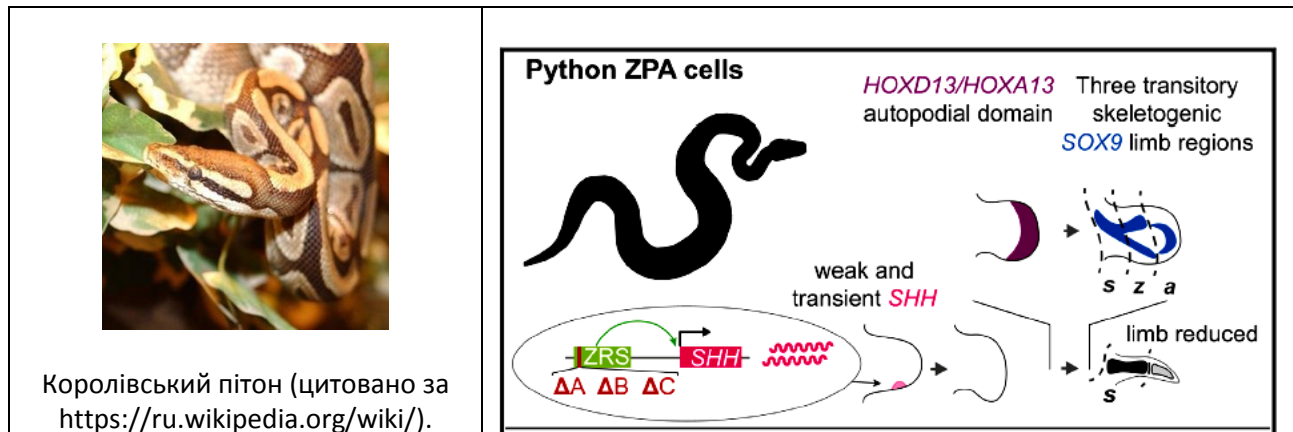 Королівський пітон (цитовано за
https://ru.wikipedia.org/wiki/).
Python ZPA cells
HOXD13/HOXA13
autopodial domain
Three transitory
skeletogenic
SOX9 limb regions
s z a
weak and
transient SHH
ZRS
SHH
ΔA ΔB ΔC
limb reduced
s